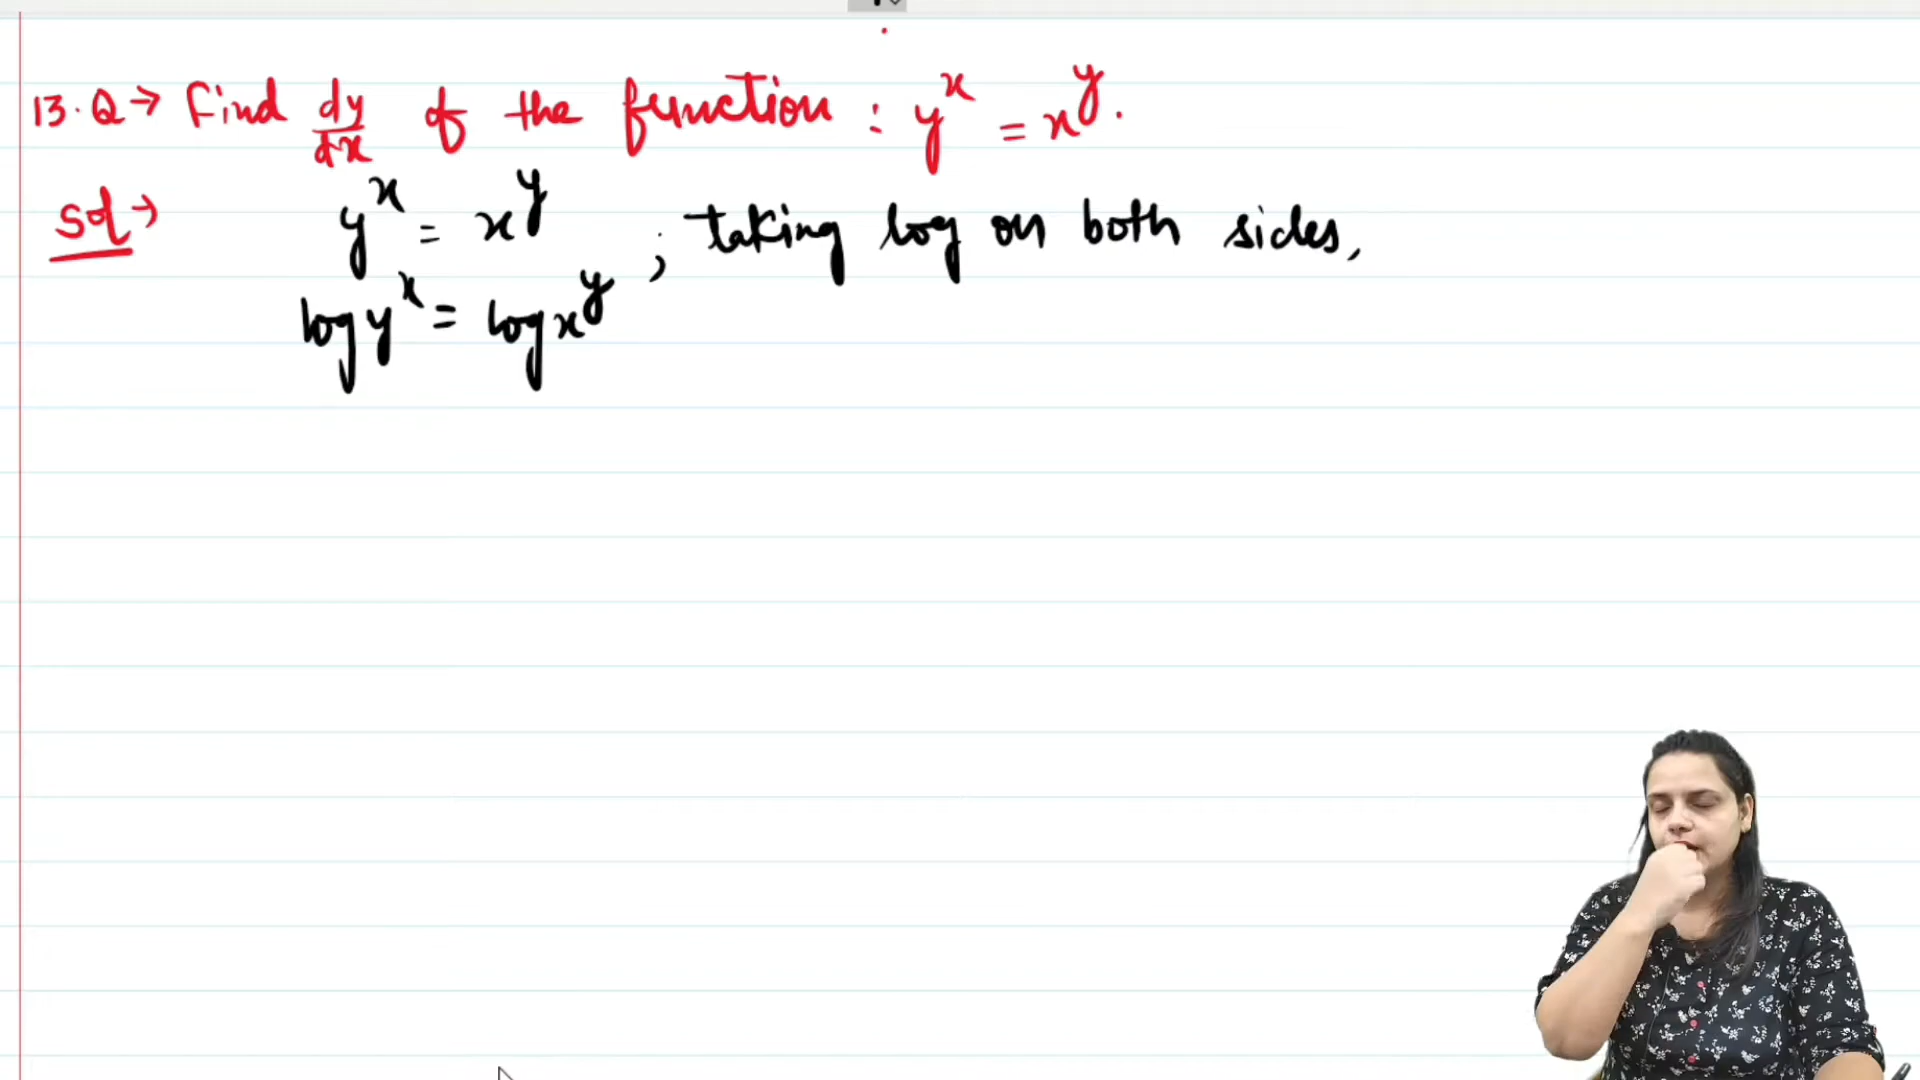 13. Q → Find dy/dx of the function : y^x = x^y.
Sol → y^x = x^y ; taking log on both sides,
log y^x = log x^y